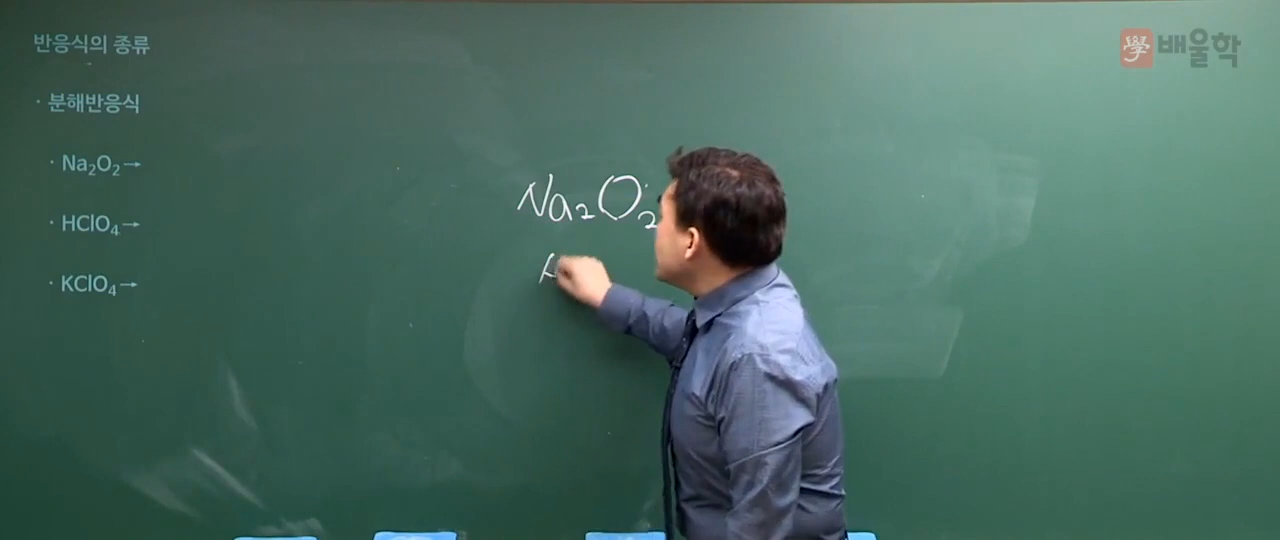 반응식의 종류
· 분해반응식
· Na₂O₂→
· HClO₄→
· KClO₄→
學 배울학
Na₂O₂